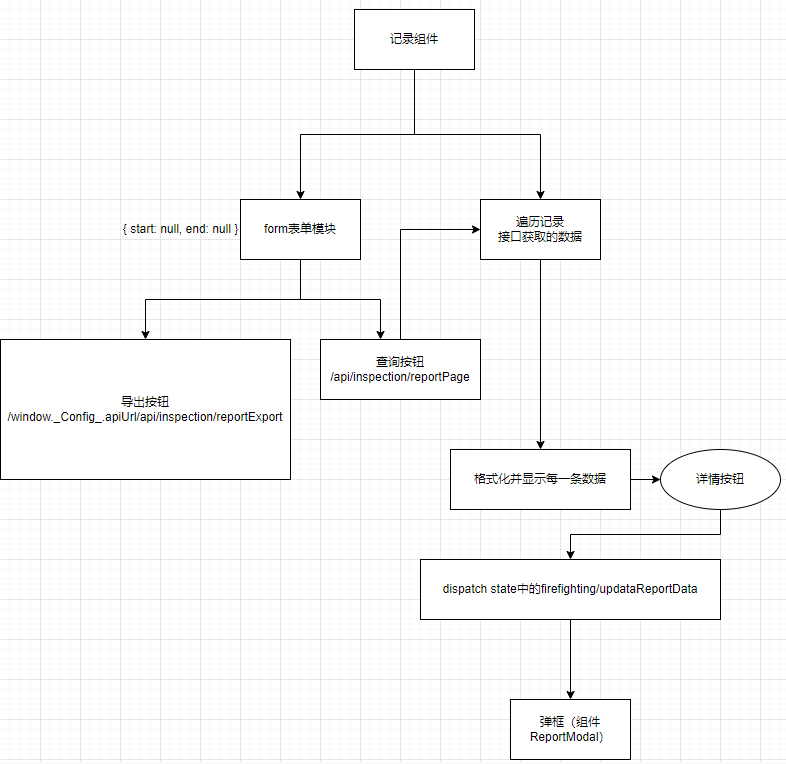 记录组件
{ start: null, end: null }
form表单模块
遍历记录
接口获取的数据
导出按钮
/window._Config_.apiUrl/api/inspection/reportExport
查询按钮
/api/inspection/reportPage
格式化并显示每一条数据
详情按钮
dispatch state中的firefighting/updataReportData
弹框（组件
ReportModal）